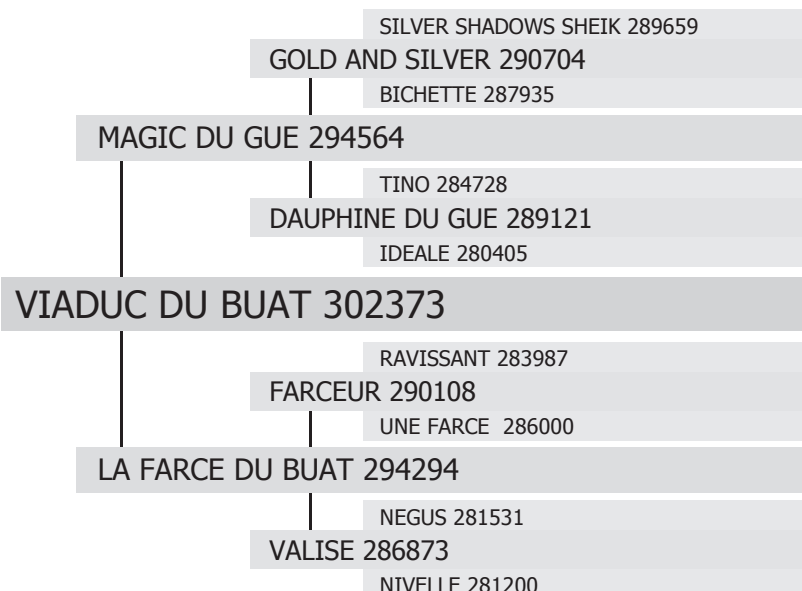 SILVER SHADOWS SHEIK 289659
GOLD AND SILVER 290704
BICHETTE 287935
MAGIC DU GUE 294564
TINO 284728
DAUPHINE DU GUE 289121
IDEALE 280405
VIADUC DU BUAT 302373
RAVISSANT 283987
FARCEUR 290108
UNE FARCE 286000
LA FARCE DU BUAT 294294
NEGUS 281531
VALISE 286873
NIVELLE 281200